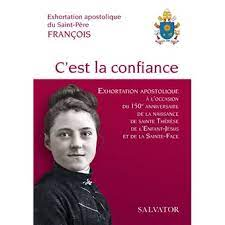 Exhortation apostolique
du Saint-Père
FRANÇOIS
C'est la confiance
EXHORTATION APOSTOLIQUE
À L'OCCASION
DU 150e ANNIVERSAIRE
DE LA NAISSANCE
DE SAINTE THÉRÈSE
DE L'ENFANT-JÉSUS
ET DE LA SAINTE-FACE
SALVATOR